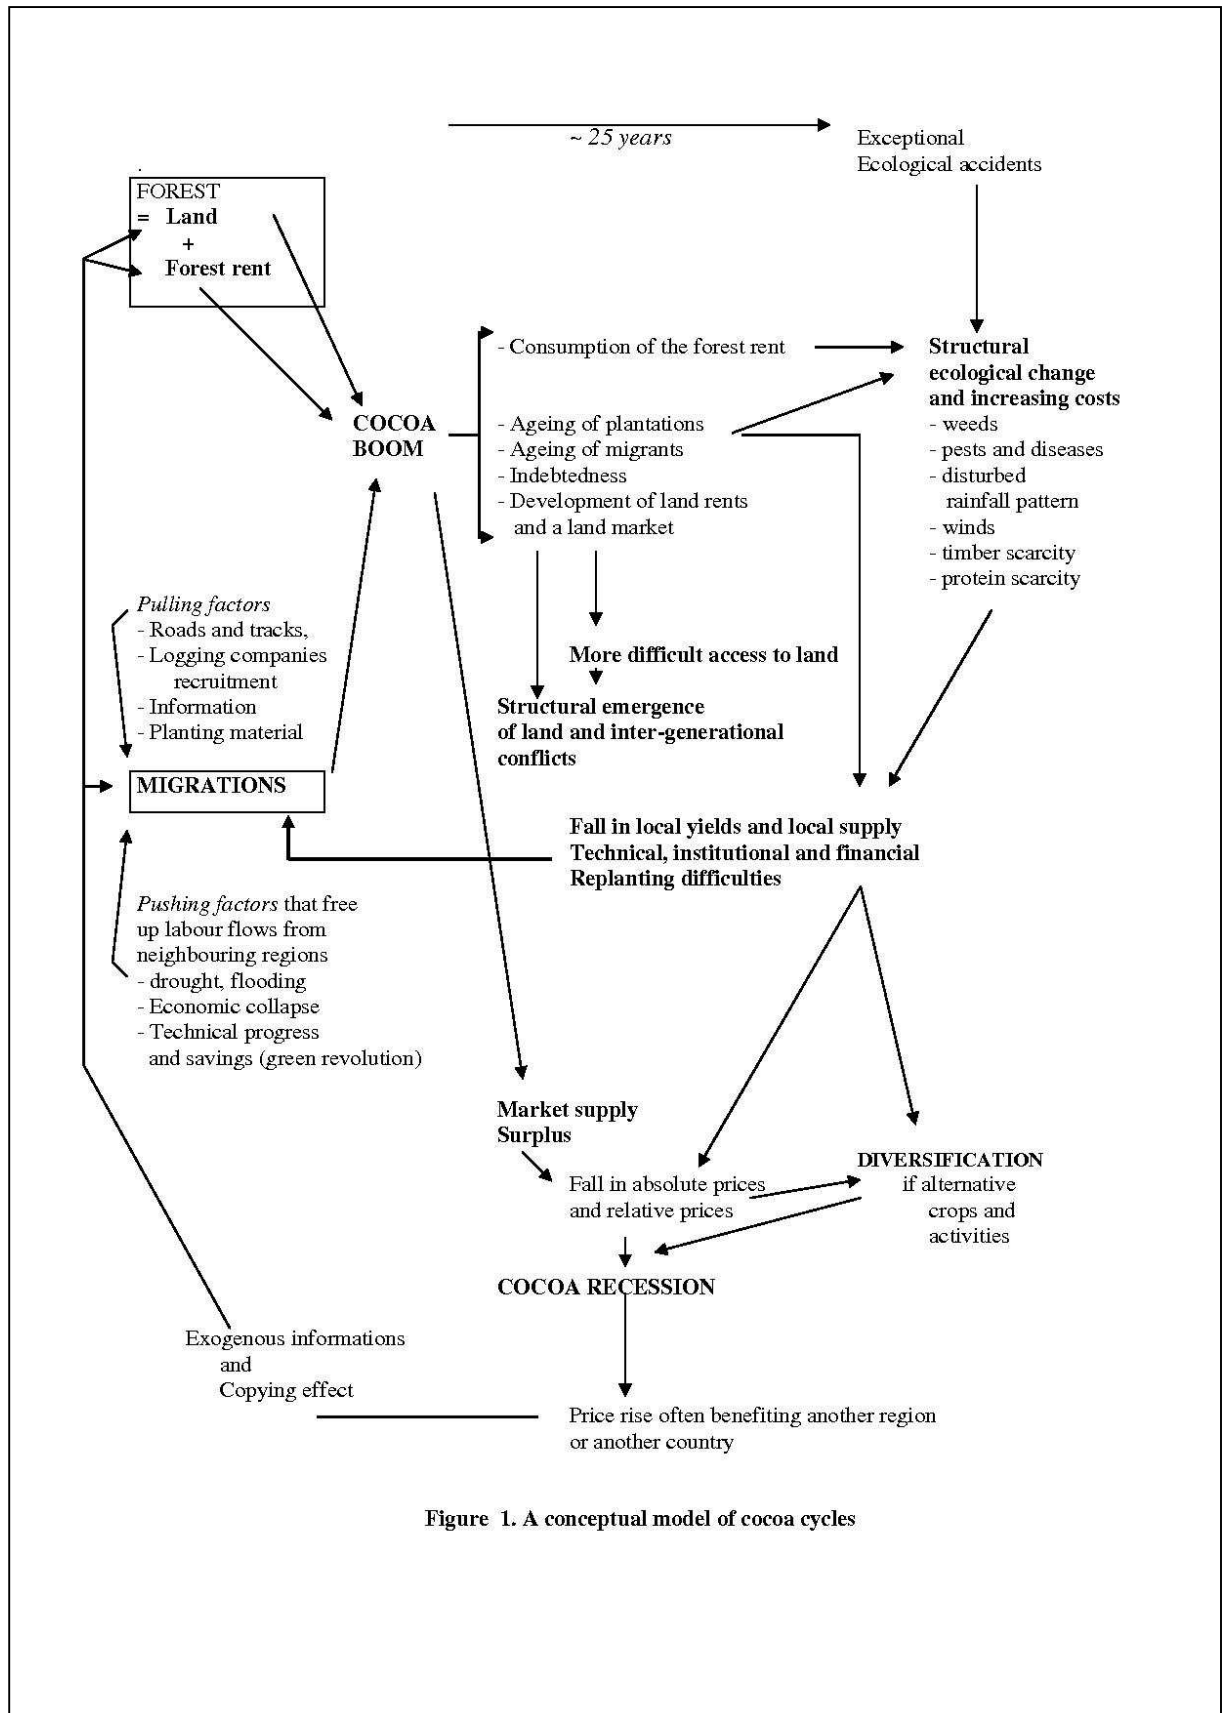 ~ 25 years
Exceptional
Ecological accidents
FOREST
= Land
+
Forest rent
- Consumption of the forest rent
Structural
ecological change
and increasing costs
- weeds
- pests and diseases
- disturbed
rainfall pattern
- winds
- timber scarcity
- protein scarcity
COCOA
BOOM
- Ageing of plantations
- Ageing of migrants
- Indebtedness
- Development of land rents
and a land market
Pulling factors
- Roads and tracks,
- Logging companies
recruitment
- Information
- Planting material
More difficult access to land
Structural emergence
of land and inter-generational
conflicts
MIGRATIONS
Fall in local yields and local supply
Technical, institutional and financial
Replanting difficulties
Pushing factors that free
up labour flows from
neighbouring regions
- drought, flooding
- Economic collapse
- Technical progress
and savings (green revolution)
Market supply
Surplus
Fall in absolute prices
and relative prices
DIVERSIFICATION
if alternative
crops and
activities
COCOA RECESSION
Exogenous informations
and
Copying effect
Price rise often benefiting another region
or another country
Figure 1. A conceptual model of cocoa cycles